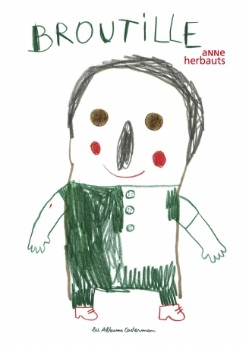 BROUTiLLE
aNNe
herbauts
les Albums Casterman